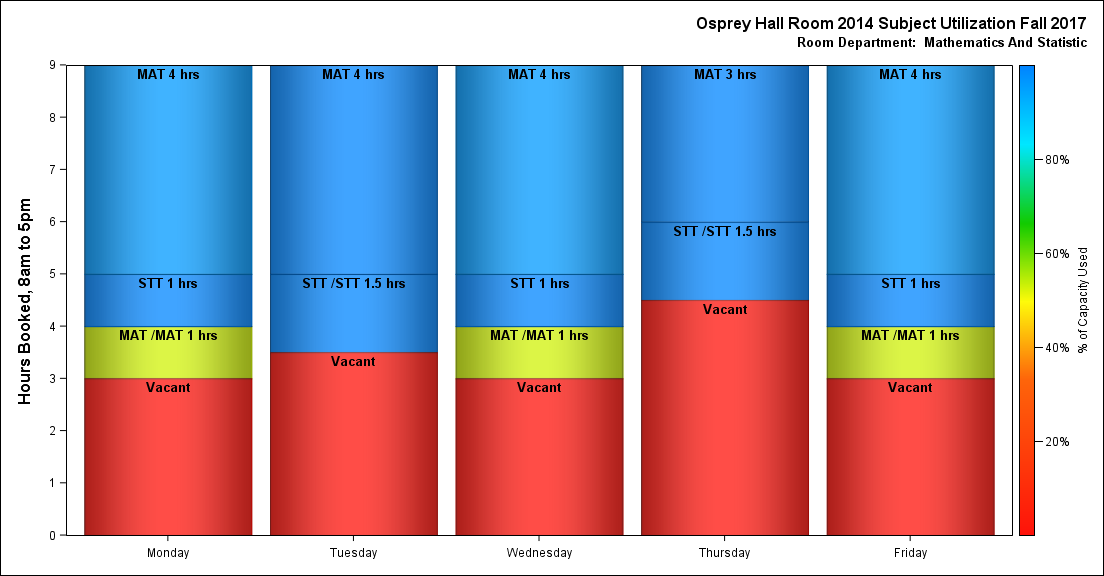 Osprey Hall Room 2014 Subject Utilization Fall 2017
Room Department:  Mathematics And Statistic
Hours Booked, 8am to 5pm
9
8
7
6
5
4
3
2
1
0
MAT 4 hrs
STT 1 hrs
MAT /MAT 1 hrs
Vacant
Monday
MAT 4 hrs
STT /STT 1.5 hrs
Vacant
Tuesday
MAT 4 hrs
STT 1 hrs
MAT /MAT 1 hrs
Vacant
Wednesday
MAT 3 hrs
STT /STT 1.5 hrs
Vacant
Thursday
MAT 4 hrs
STT 1 hrs
MAT /MAT 1 hrs
Vacant
Friday
80%
60%
40%
20%
% of Capacity Used